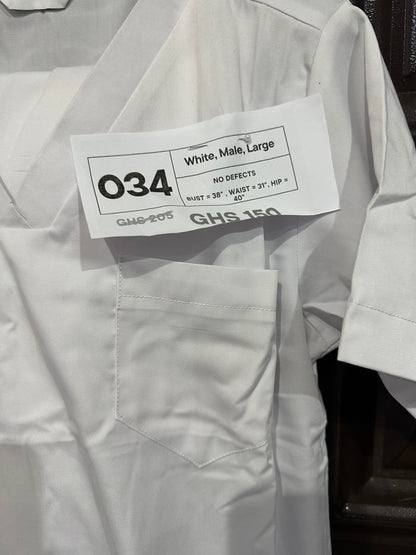 034
White, Male, Large
NO DEFECTS
BUST = 38" , WAIST = 31", HIP =
40"
GHS 205
GHS 150